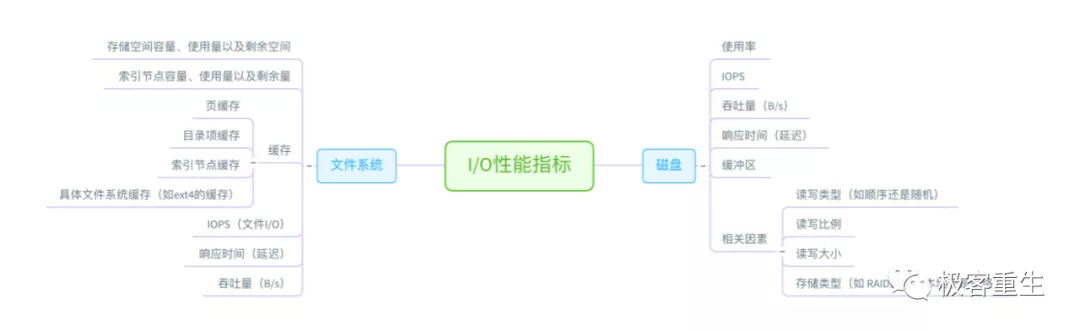 I/O性能指标
文件系统
存储空间容量、使用量以及剩余空间
索引节点容量、使用量以及剩余量
缓存
页缓存
目录项缓存
索引节点缓存
具体文件系统缓存（如ext4的缓存）
IOPS（文件I/O）
响应时间（延迟）
吞吐量（B/s）
磁盘
使用率
IOPS
吞吐量（B/s）
响应时间（延迟）
缓冲区
相关因素
读写类型（如顺序还是随机）
读写比例
读写大小
存储类型（如 RAID
极客重生